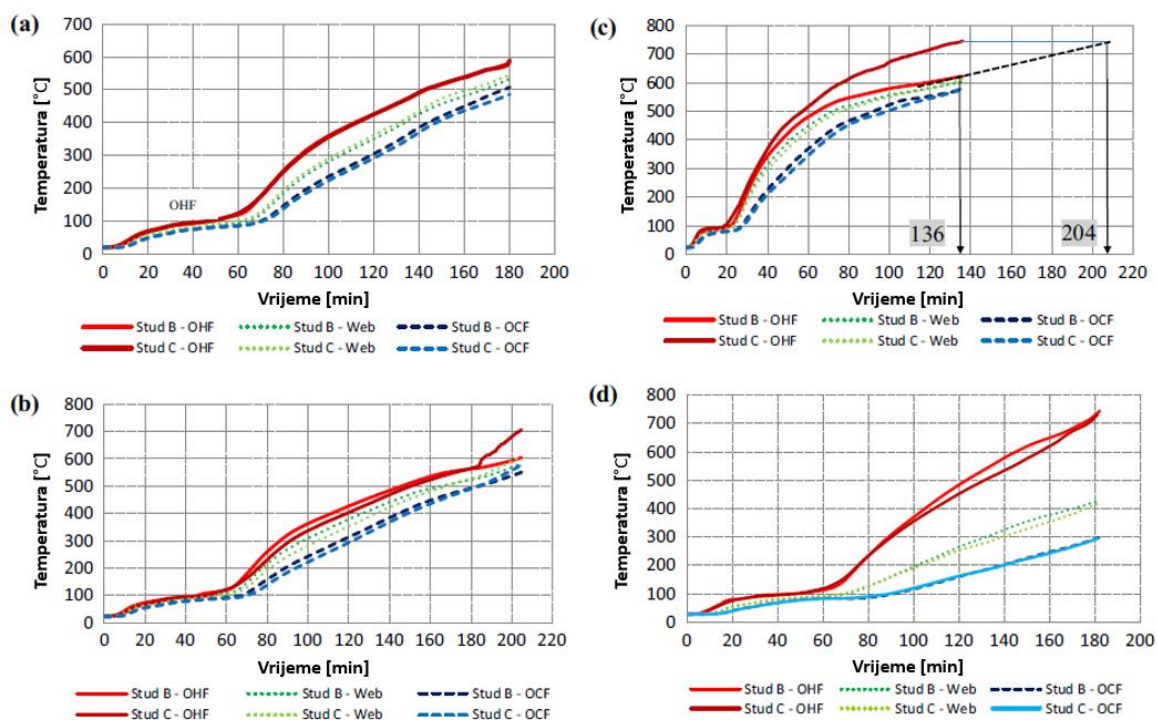 (a)
700
600
500
400
300
200
100
0
Temperatura [°C]
OHF
0 20 40 60 80 100 120 140 160 180 200
Vrijeme [min]
Stud B - OHF Stud B - Web Stud B - OCF
Stud C - OHF Stud C - Web Stud C - OCF
(c)
800
700
600
500
400
300
200
100
0
Temperatura [°C]
136 204
0 20 40 60 80 100 120 140 160 180 200 220
Vrijeme [min]
Stud B - OHF Stud B - Web Stud B - OCF
Stud C - OHF Stud C - Web Stud C - OCF
(b)
800
700
600
500
400
300
200
100
0
Temperatura [°C]
0 20 40 60 80 100 120 140 160 180 200 220
Vrijeme [min]
Stud B - OHF Stud B - Web Stud B - OCF
Stud C - OHF Stud C - Web Stud C - OCF
(d)
800
700
600
500
400
300
200
100
0
Temperatura [°C]
0 20 40 60 80 100 120 140 160 180 200
Vrijeme [min]
Stud B - OHF Stud B - Web Stud B - OCF
Stud C - OHF Stud C - Web Stud C - OCF